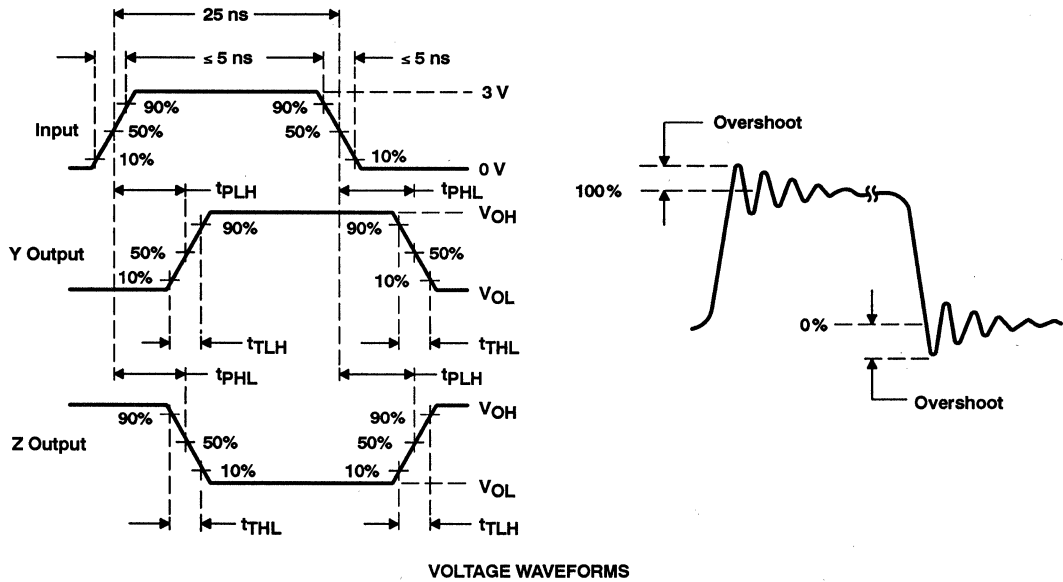 25 ns
≤ 5 ns
≤ 5 ns
3 V
90%
90%
Input
50%
50%
10%
10%
0 V
tPLH
tPHL
VOH
90%
90%
Y Output
50%
50%
10%
10%
VOL
tTLH
tTHL
tPHL
tPLH
VOH
90%
90%
Z Output
50%
50%
10%
10%
VOL
tTHL
tTLH
Overshoot
100%
0%
Overshoot
VOLTAGE WAVEFORMS